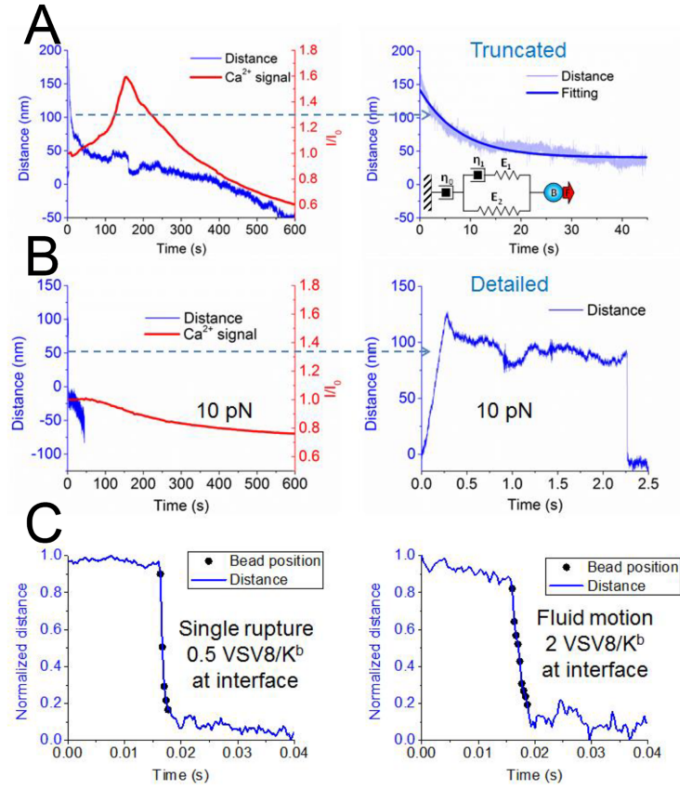 A
200
150
100
50
0
-50
Distance (nm)
Distance
Ca²⁺ signal
1.8
1.6
1.4
1.2
1.0
0.8
0.6
I/I₀
0 100 200 300 400 500 600
Time (s)
Truncated
200
150
100
50
0
-50
Distance (nm)
Distance
Fitting
η₀
η₁
E₁
E₂
B
0 10 20 30 40
Time (s)
B
150
100
50
0
-50
-100
Distance (nm)
Distance
Ca²⁺ signal
10 pN
1.8
1.6
1.4
1.2
1.0
0.8
0.6
I/I₀
0 100 200 300 400 500 600
Time (s)
Detailed
150
100
50
0
Distance (nm)
Distance
10 pN
0.0 0.5 1.0 1.5 2.0 2.5
Time (s)
C
1.0
0.8
0.6
0.4
0.2
0.0
Normalized distance
Bead position
Distance
Single rupture
0.5 VSV8/Kᵇ
at interface
0.00 0.01 0.02 0.03 0.04
Time (s)
1.0
0.8
0.6
0.4
0.2
0.0
Normalized distance
Bead position
Distance
Fluid motion
2 VSV8/Kᵇ
at interface
0.00 0.01 0.02 0.03 0.04
Time (s)